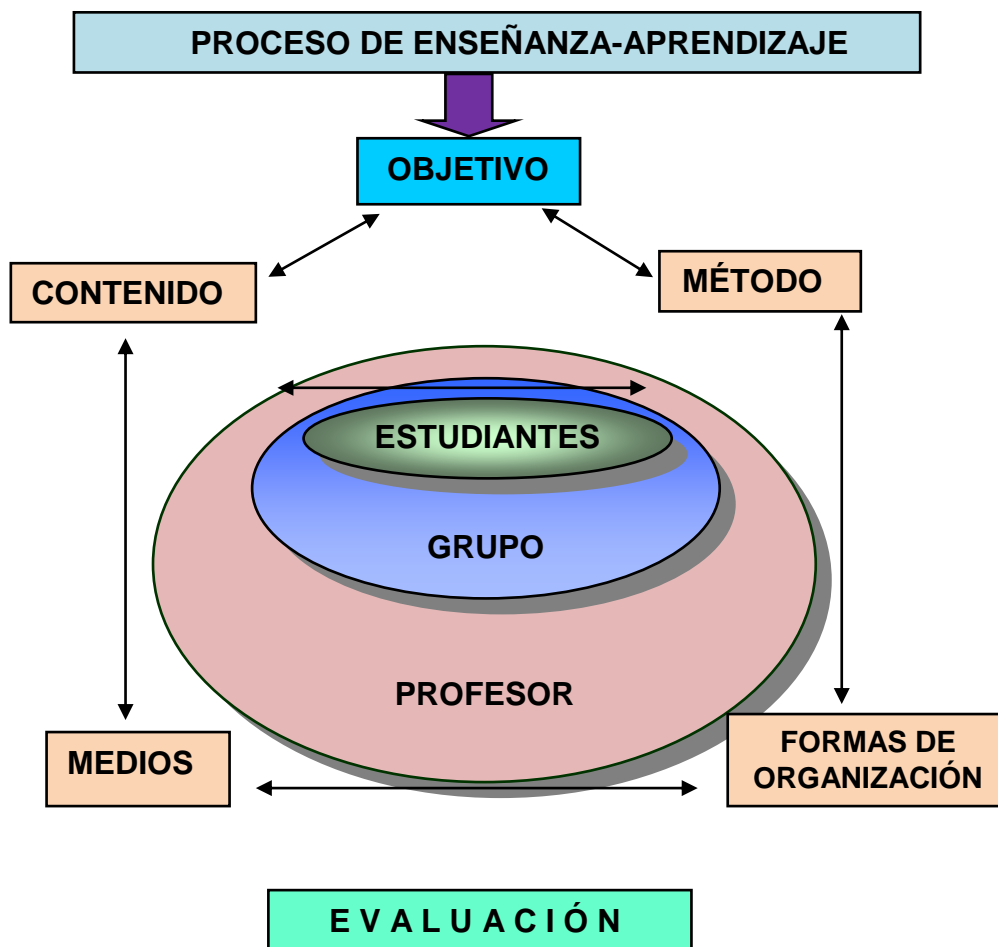 PROCESO DE ENSEÑANZA-APRENDIZAJE
OBJETIVO
CONTENIDO
MÉTODO
ESTUDIANTES
GRUPO
PROFESOR
MEDIOS
FORMAS DE
ORGANIZACIÓN
E V A L U A C I Ó N